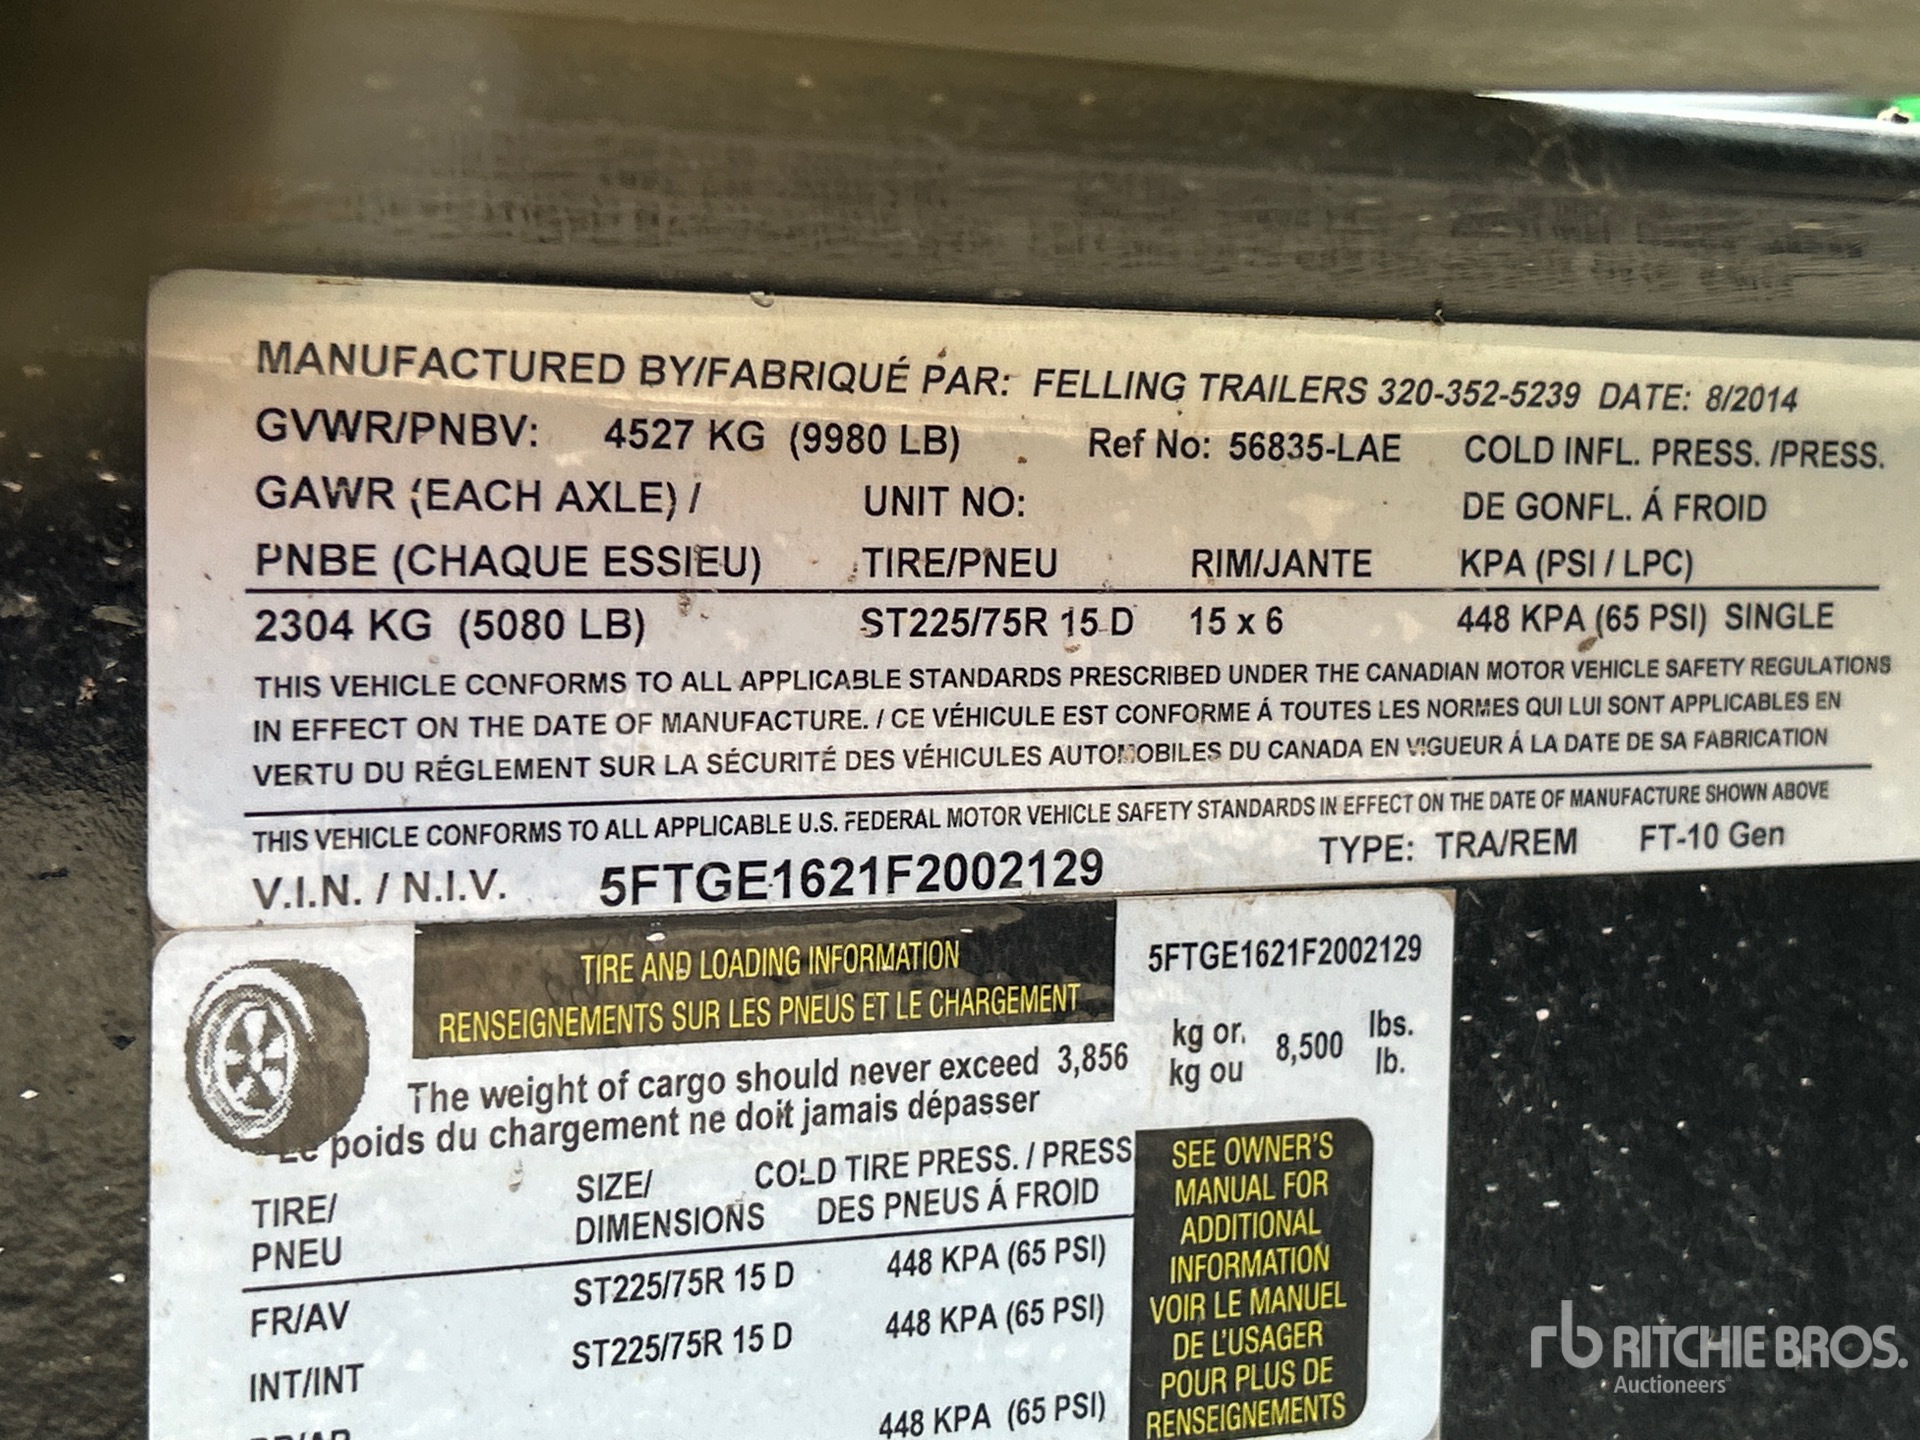 MANUFACTURED BY/FABRIQUÉ PAR: FELLING TRAILERS 320-352-5239 DATE: 8/2014
GVWR/PNBV: 4527 KG (9980 LB) Ref No: 56835-LAE COLD INFL. PRESS. /PRESS.
GAWR (EACH AXLE) / UNIT NO: DE GONFL. Á FROID
PNBE (CHAQUE ESSIEU) TIRE/PNEU RIM/JANTE KPA (PSI / LPC)
2304 KG (5080 LB) ST225/75R 15 D 15 x 6 448 KPA (65 PSI) SINGLE
THIS VEHICLE CONFORMS TO ALL APPLICABLE STANDARDS PRESCRIBED UNDER THE CANADIAN MOTOR VEHICLE SAFETY REGULATIONS
IN EFFECT ON THE DATE OF MANUFACTURE. / CE VÉHICULE EST CONFORME Á TOUTES LES NORMES QUI LUI SONT APPLICABLES EN
VERTU DU RÉGLEMENT SUR LA SÉCURITÉ DES VÉHICULES AUTOMOBILES DU CANADA EN VIGUEUR Á LA DATE DE SA FABRICATION
THIS VEHICLE CONFORMS TO ALL APPLICABLE U.S. FEDERAL MOTOR VEHICLE SAFETY STANDARDS IN EFFECT ON THE DATE OF MANUFACTURE SHOWN ABOVE
V.I.N. / N.I.V. 5FTGE1621F2002129 TYPE: TRA/REM FT-10 Gen
TIRE AND LOADING INFORMATION
RENSEIGNEMENTS SUR LES PNEUS ET LE CHARGEMENT
5FTGE1621F2002129
The weight of cargo should never exceed 3,856 kg or. 8,500 lbs.
Le poids du chargement ne doit jamais dépasser kg ou lb.
TIRE/ SIZE/ COLD TIRE PRESS. / PRESS
PNEU DIMENSIONS DES PNEUS Á FROID
FR/AV ST225/75R 15 D 448 KPA (65 PSI)
INT/INT ST225/75R 15 D 448 KPA (65 PSI)
448 KPA (65 PSI)
SEE OWNER'S
MANUAL FOR
ADDITIONAL
INFORMATION
VOIR LE MANUEL
DE L'USAGER
POUR PLUS DE
RENSEIGNEMENTS
rb RITCHIE BROS.
Auctioneers